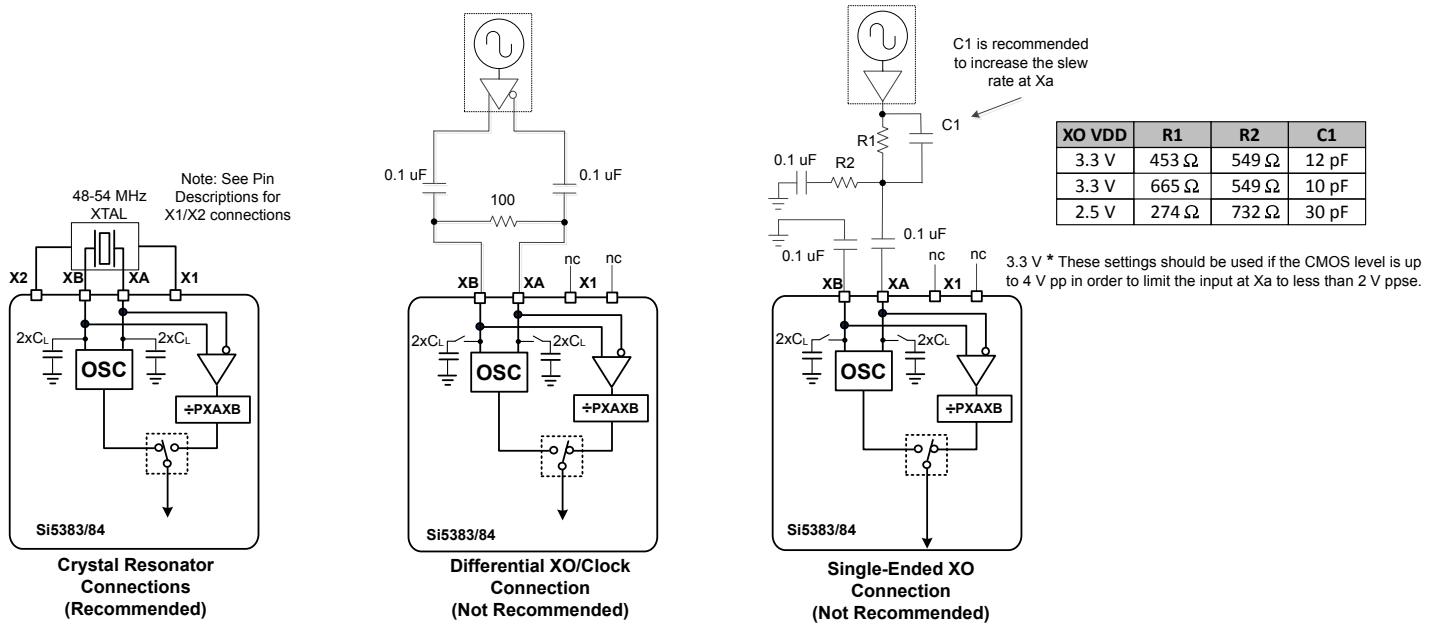 48-54 MHz
XTAL
Note: See Pin
Descriptions for
X1/X2 connections
X2
XB
XA
X1
2xCL
2xCL
OSC
÷PXAXB
Si5383/84
Crystal Resonator
Connections
(Recommended)
0.1 uF
0.1 uF
100
nc
nc
XB
XA
X1
2xCL
2xCL
OSC
÷PXAXB
Si5383/84
Differential XO/Clock
Connection
(Not Recommended)
C1 is recommended
to increase the slew
rate at Xa
R1
C1
0.1 uF
R2
0.1 uF
0.1 uF
nc
nc
XB
XA
X1
2xCL
2xCL
OSC
÷PXAXB
Si5383/84
Single-Ended XO
Connection
(Not Recommended)
XO VDD R1 R2 C1
3.3 V 453 Ω 549 Ω 12 pF
3.3 V 665 Ω 549 Ω 10 pF
2.5 V 274 Ω 732 Ω 30 pF
3.3 V * These settings should be used if the CMOS level is up
to 4 V pp in order to limit the input at Xa to less than 2 V ppse.